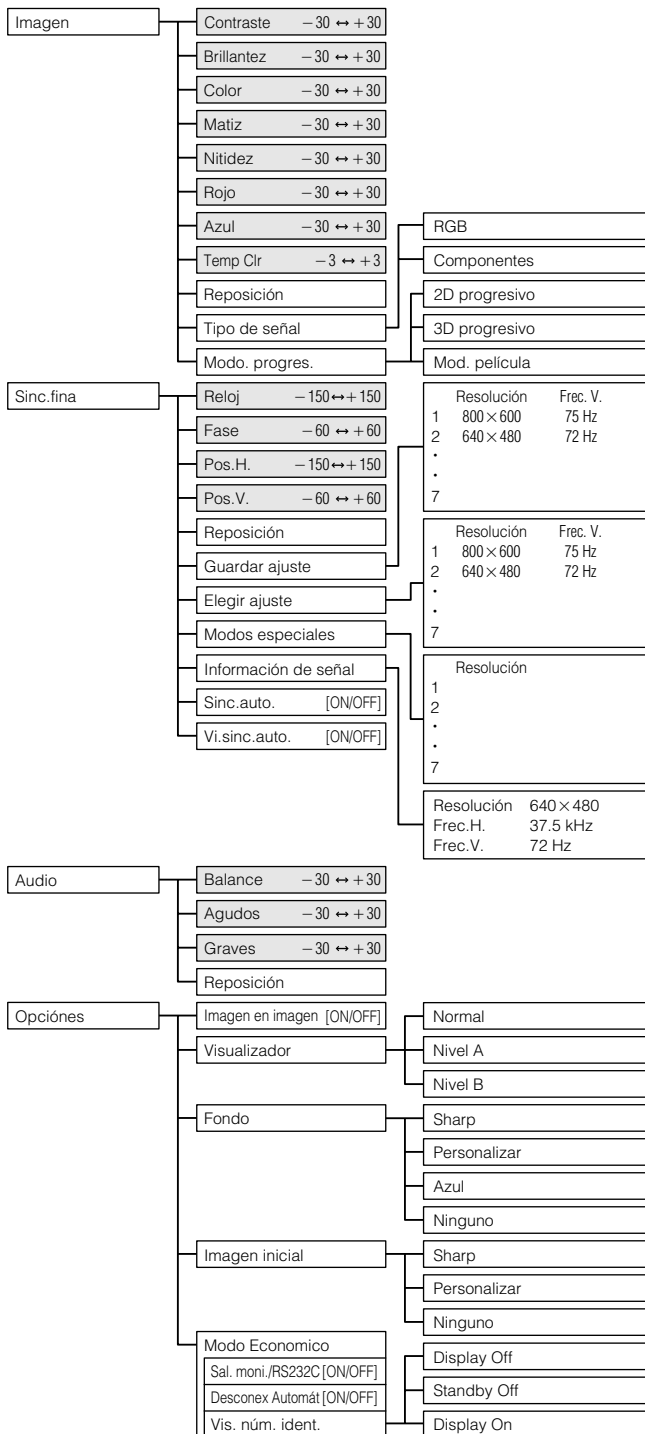 Imagen
Contraste −30 ↔ +30
Brillantez −30 ↔ +30
Color −30 ↔ +30
Matiz −30 ↔ +30
Nitidez −30 ↔ +30
Rojo −30 ↔ +30
Azul −30 ↔ +30
Temp Clr −3 ↔ +3
Reposición
Tipo de señal
Modo. progres.
RGB
Componentes
2D progresivo
3D progresivo
Mod. película
Sinc.fina
Reloj −150↔+150
Fase −60 ↔ +60
Pos.H. −150↔+150
Pos.V. −60 ↔ +60
Reposición
Guardar ajuste
Elegir ajuste
Modos especiales
Información de señal
Sinc.auto. [ON/OFF]
Vi.sinc.auto. [ON/OFF]
Resolución Frec. V.
1 800×600 75 Hz
2 640×480 72 Hz
•
•
7
Resolución Frec. V.
1 800×600 75 Hz
2 640×480 72 Hz
•
•
7
Resolución
1
2
•
•
7
Resolución 640×480
Frec.H. 37.5 kHz
Frec.V. 72 Hz
Audio
Balance −30 ↔ +30
Agudos −30 ↔ +30
Graves −30 ↔ +30
Reposición
Opciónes
Imagen en imagen [ON/OFF]
Visualizador
Normal
Nivel A
Nivel B
Fondo
Sharp
Personalizar
Azul
Ninguno
Imagen inicial
Sharp
Personalizar
Ninguno
Modo Economico
Sal. moni./RS232C [ON/OFF]
Desconex Automát [ON/OFF]
Vis. núm. ident.
Display Off
Standby Off
Display On